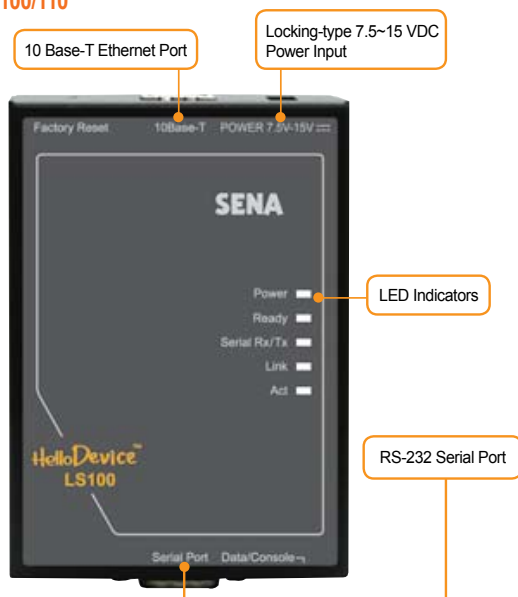 100/110
10 Base-T Ethernet Port
Locking-type 7.5~15 VDC
Power Input
Factory Reset 10Base-T POWER 7.5V-15V
SENA
Power
LED Indicators
Ready
Serial Rx/Tx
Link
Act
HelloDevice™
LS100
RS-232 Serial Port
Serial Port Data/Console